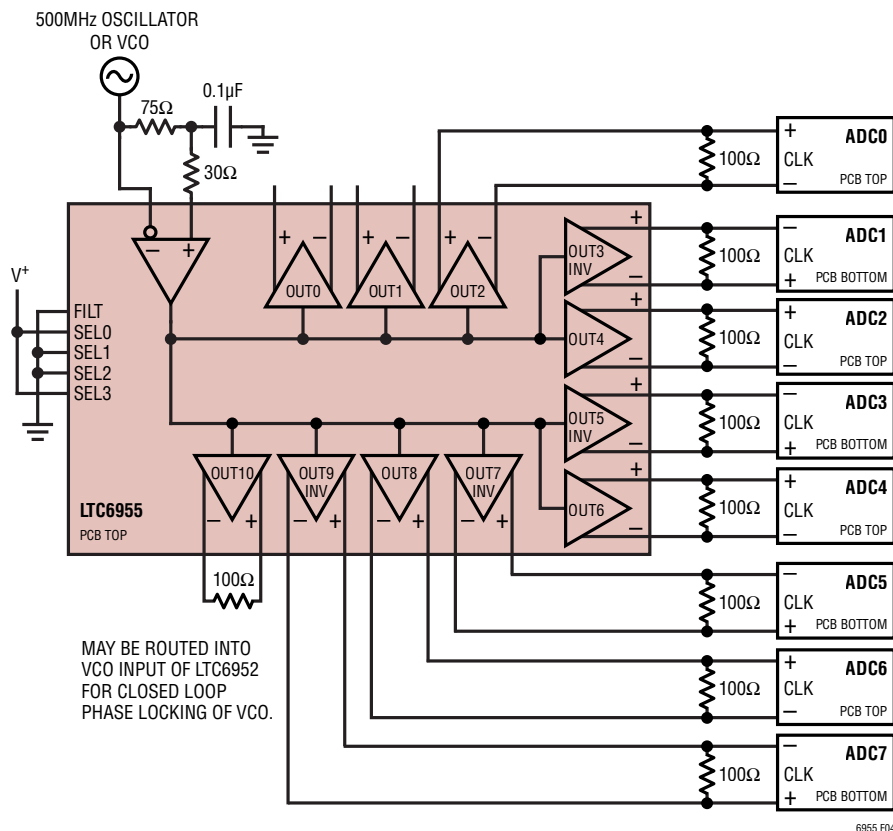 500MHz OSCILLATOR
OR VCO
75Ω
0.1µF
30Ω
V+
FILT
SEL0
SEL1
SEL2
SEL3
− +
+ −
OUT0
+ −
OUT1
+ −
OUT2
+
OUT3
INV
−
+
OUT4
−
+
OUT5
INV
−
+
OUT6
−
OUT10
− +
OUT9
INV
− +
OUT8
− +
OUT7
INV
− +
LTC6955
PCB TOP
100Ω
MAY BE ROUTED INTO
VCO INPUT OF LTC6952
FOR CLOSED LOOP
PHASE LOCKING OF VCO.
100Ω
+ ADC0
CLK
− PCB TOP
100Ω
− ADC1
CLK
+ PCB BOTTOM
100Ω
+ ADC2
CLK
− PCB TOP
100Ω
− ADC3
CLK
+ PCB BOTTOM
100Ω
+ ADC4
CLK
− PCB TOP
100Ω
− ADC5
CLK
+ PCB BOTTOM
100Ω
+ ADC6
CLK
− PCB TOP
100Ω
− ADC7
CLK
+ PCB BOTTOM